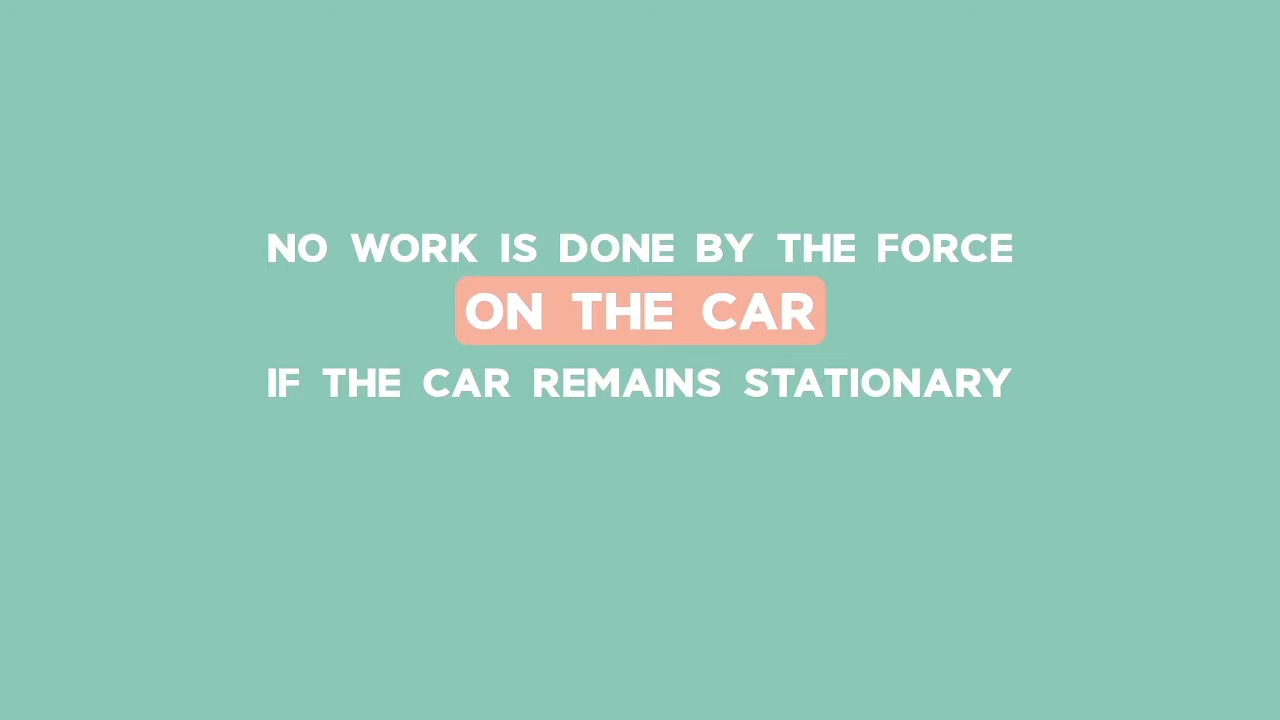 NO WORK IS DONE BY THE FORCE
ON THE CAR
IF THE CAR REMAINS STATIONARY